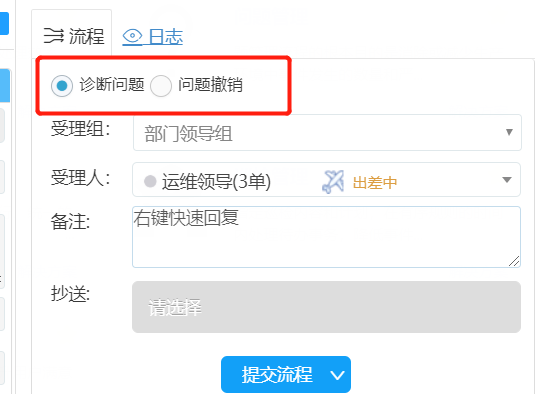 流程 日志
诊断问题 问题撤销
受理组: 部门领导组
受理人: 运维领导(3单) 出差中
备注: 右键快速回复
抄送: 请选择
提交流程